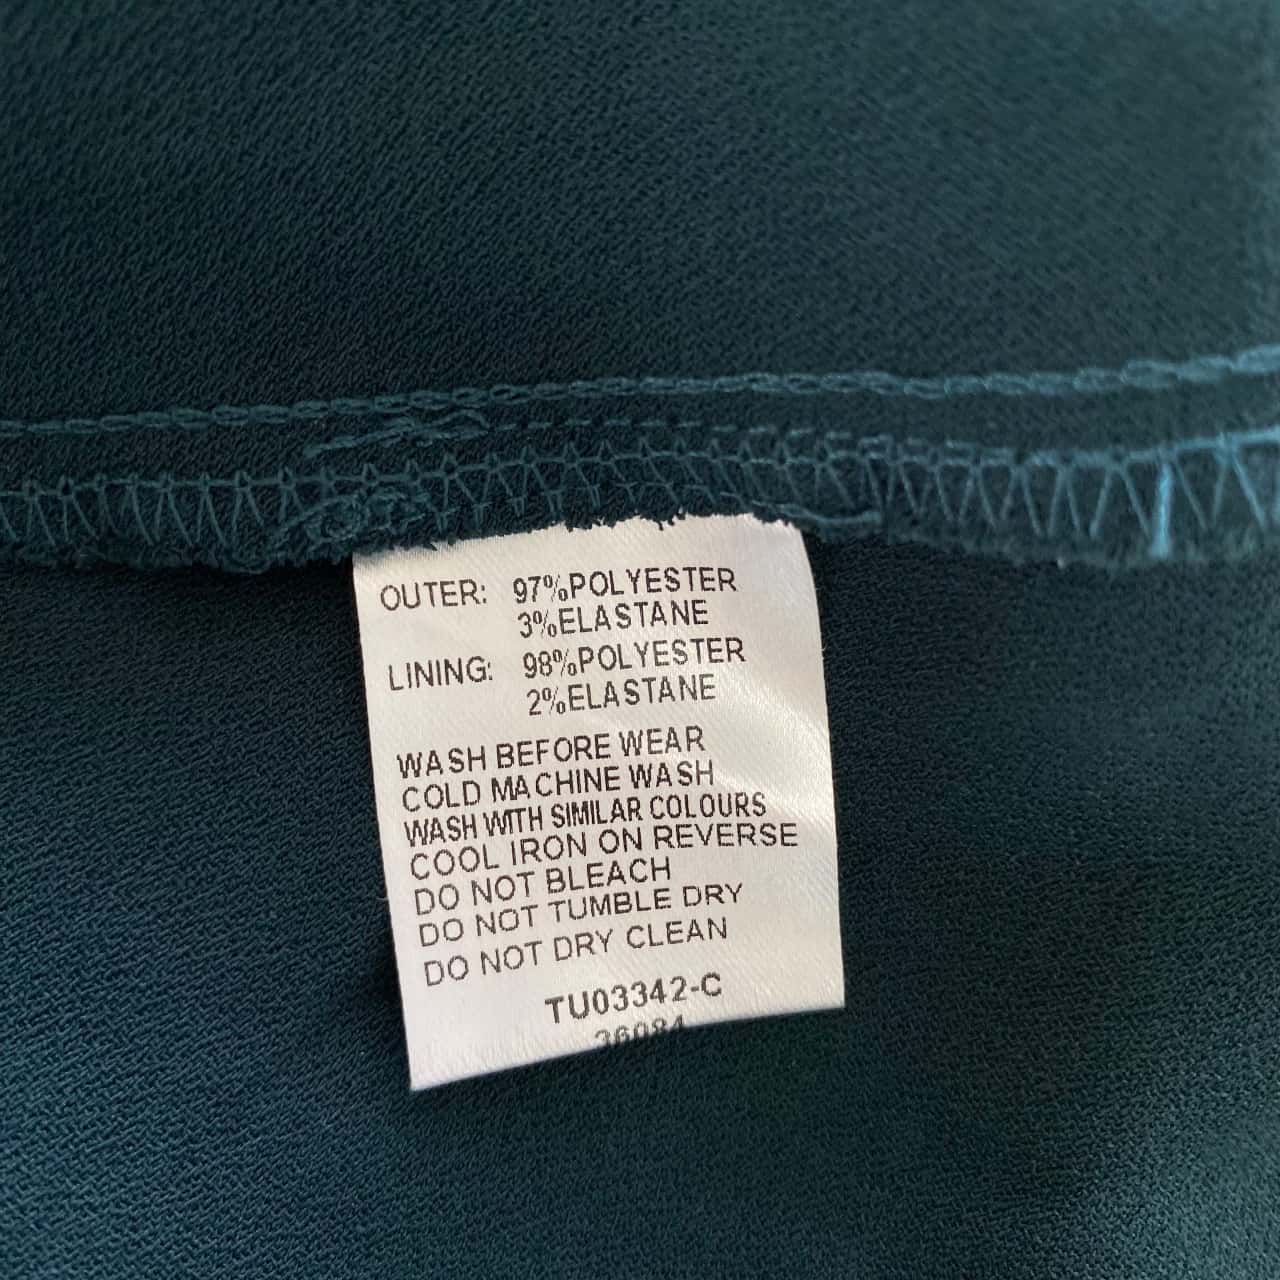 OUTER: 97%POLYESTER
3%ELASTANE
LINING: 98%POLYESTER
2%ELASTANE
WASH BEFORE WEAR
COLD MACHINE WASH
WASH WITH SIMILAR COLOURS
COOL IRON ON REVERSE
DO NOT BLEACH
DO NOT TUMBLE DRY
DO NOT DRY CLEAN
TU03342-C
36084